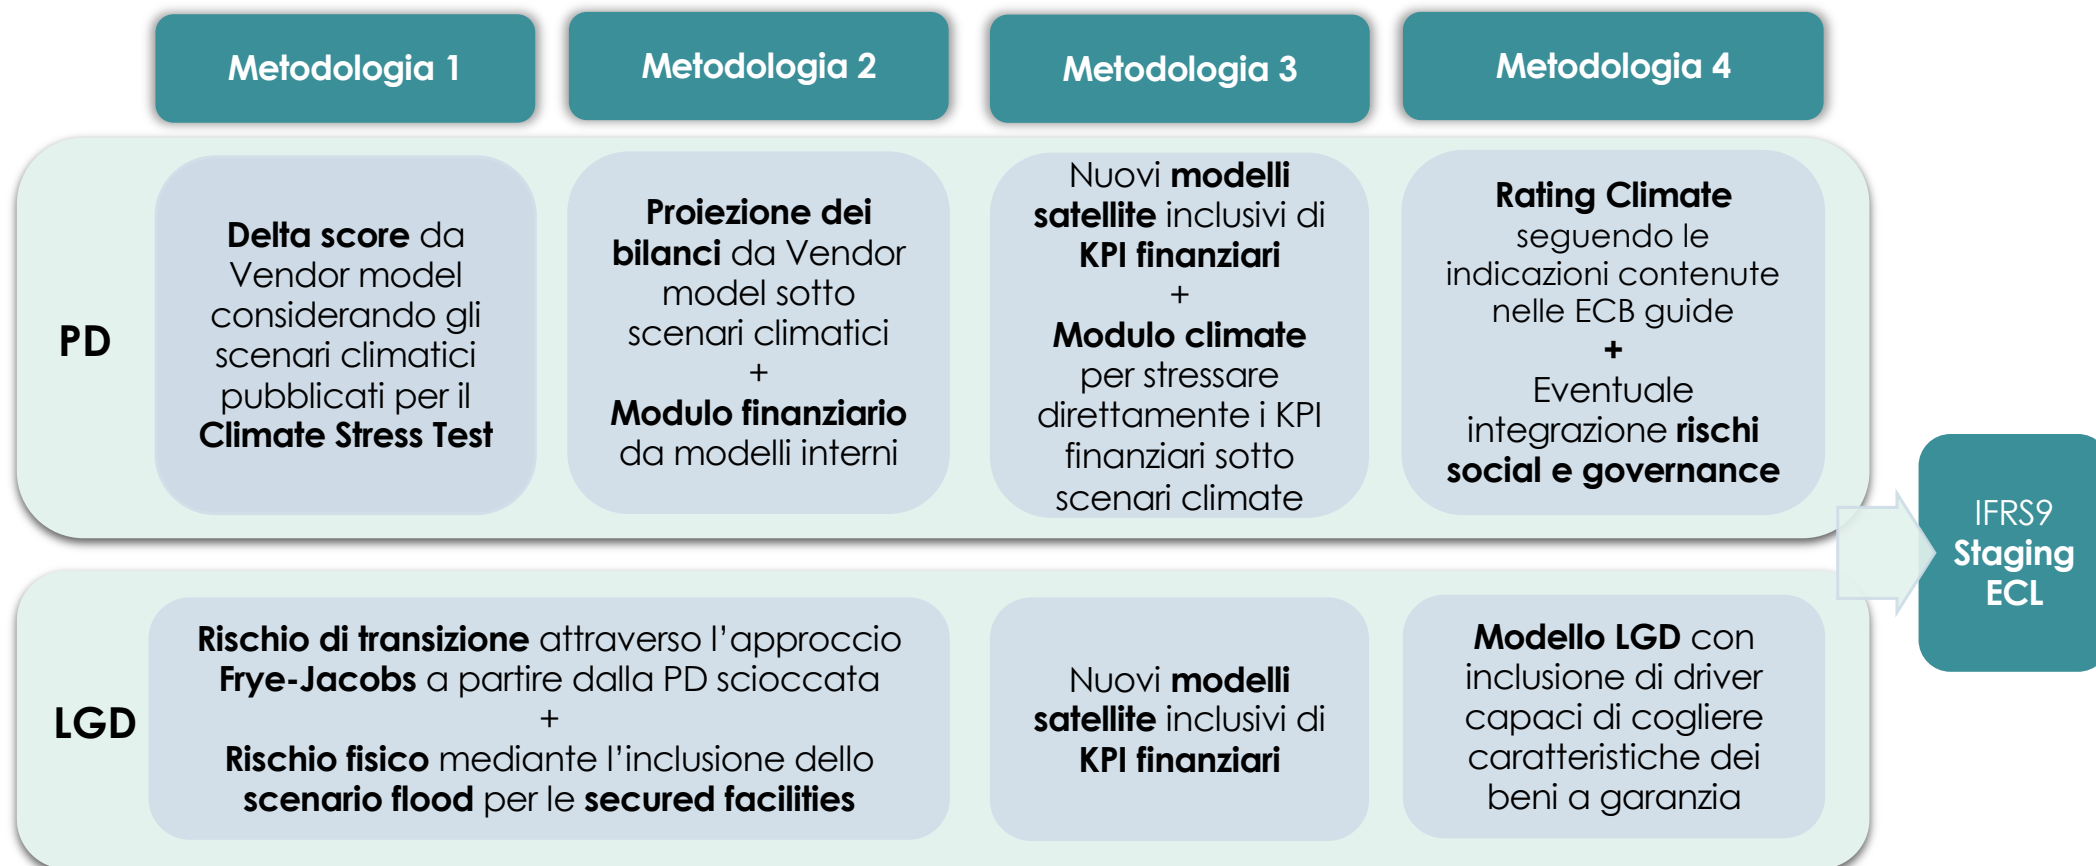 Metodologia 1
Metodologia 2
Metodologia 3
Metodologia 4
PD
Delta score da
Vendor model
considerando gli
scenari climatici
pubblicati per il
Climate Stress Test
Proiezione dei
bilanci da Vendor
model sotto
scenari climatici
+
Modulo finanziario
da modelli interni
Nuovi modelli
satellite inclusivi di
KPI finanziari
+
Modulo climate
per stressare
direttamente i KPI
finanziari sotto
scenari climate
Rating Climate
seguendo le
indicazioni contenute
nelle ECB guide
+
Eventuale
integrazione rischi
social e governance
LGD
Rischio di transizione attraverso l’approccio
Frye-Jacobs a partire dalla PD scioccata
+
Rischio fisico mediante l’inclusione dello
scenario flood per le secured facilities
Nuovi modelli
satellite inclusivi di
KPI finanziari
Modello LGD con
inclusione di driver
capaci di cogliere
caratteristiche dei
beni a garanzia
IFRS9
Staging
ECL